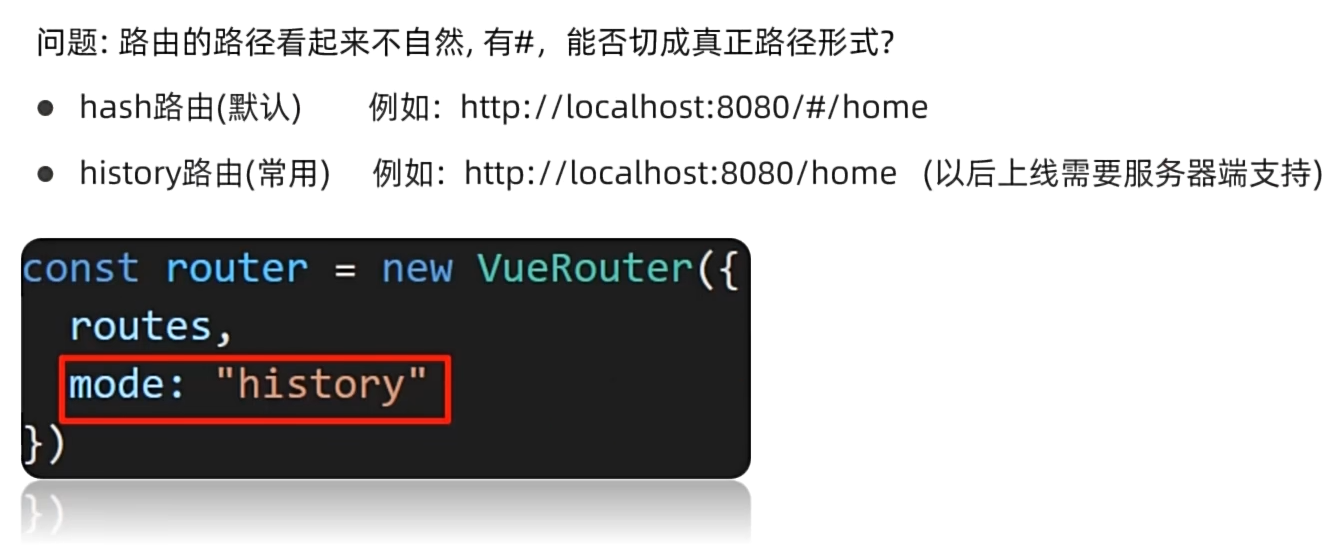 问题: 路由的路径看起来不自然, 有#，能否切成真正路径形式?
● hash路由(默认) 例如：http://localhost:8080/#/home
● history路由(常用) 例如：http://localhost:8080/home (以后上线需要服务器端支持)
const router = new VueRouter({
  routes,
  mode: "history"
})